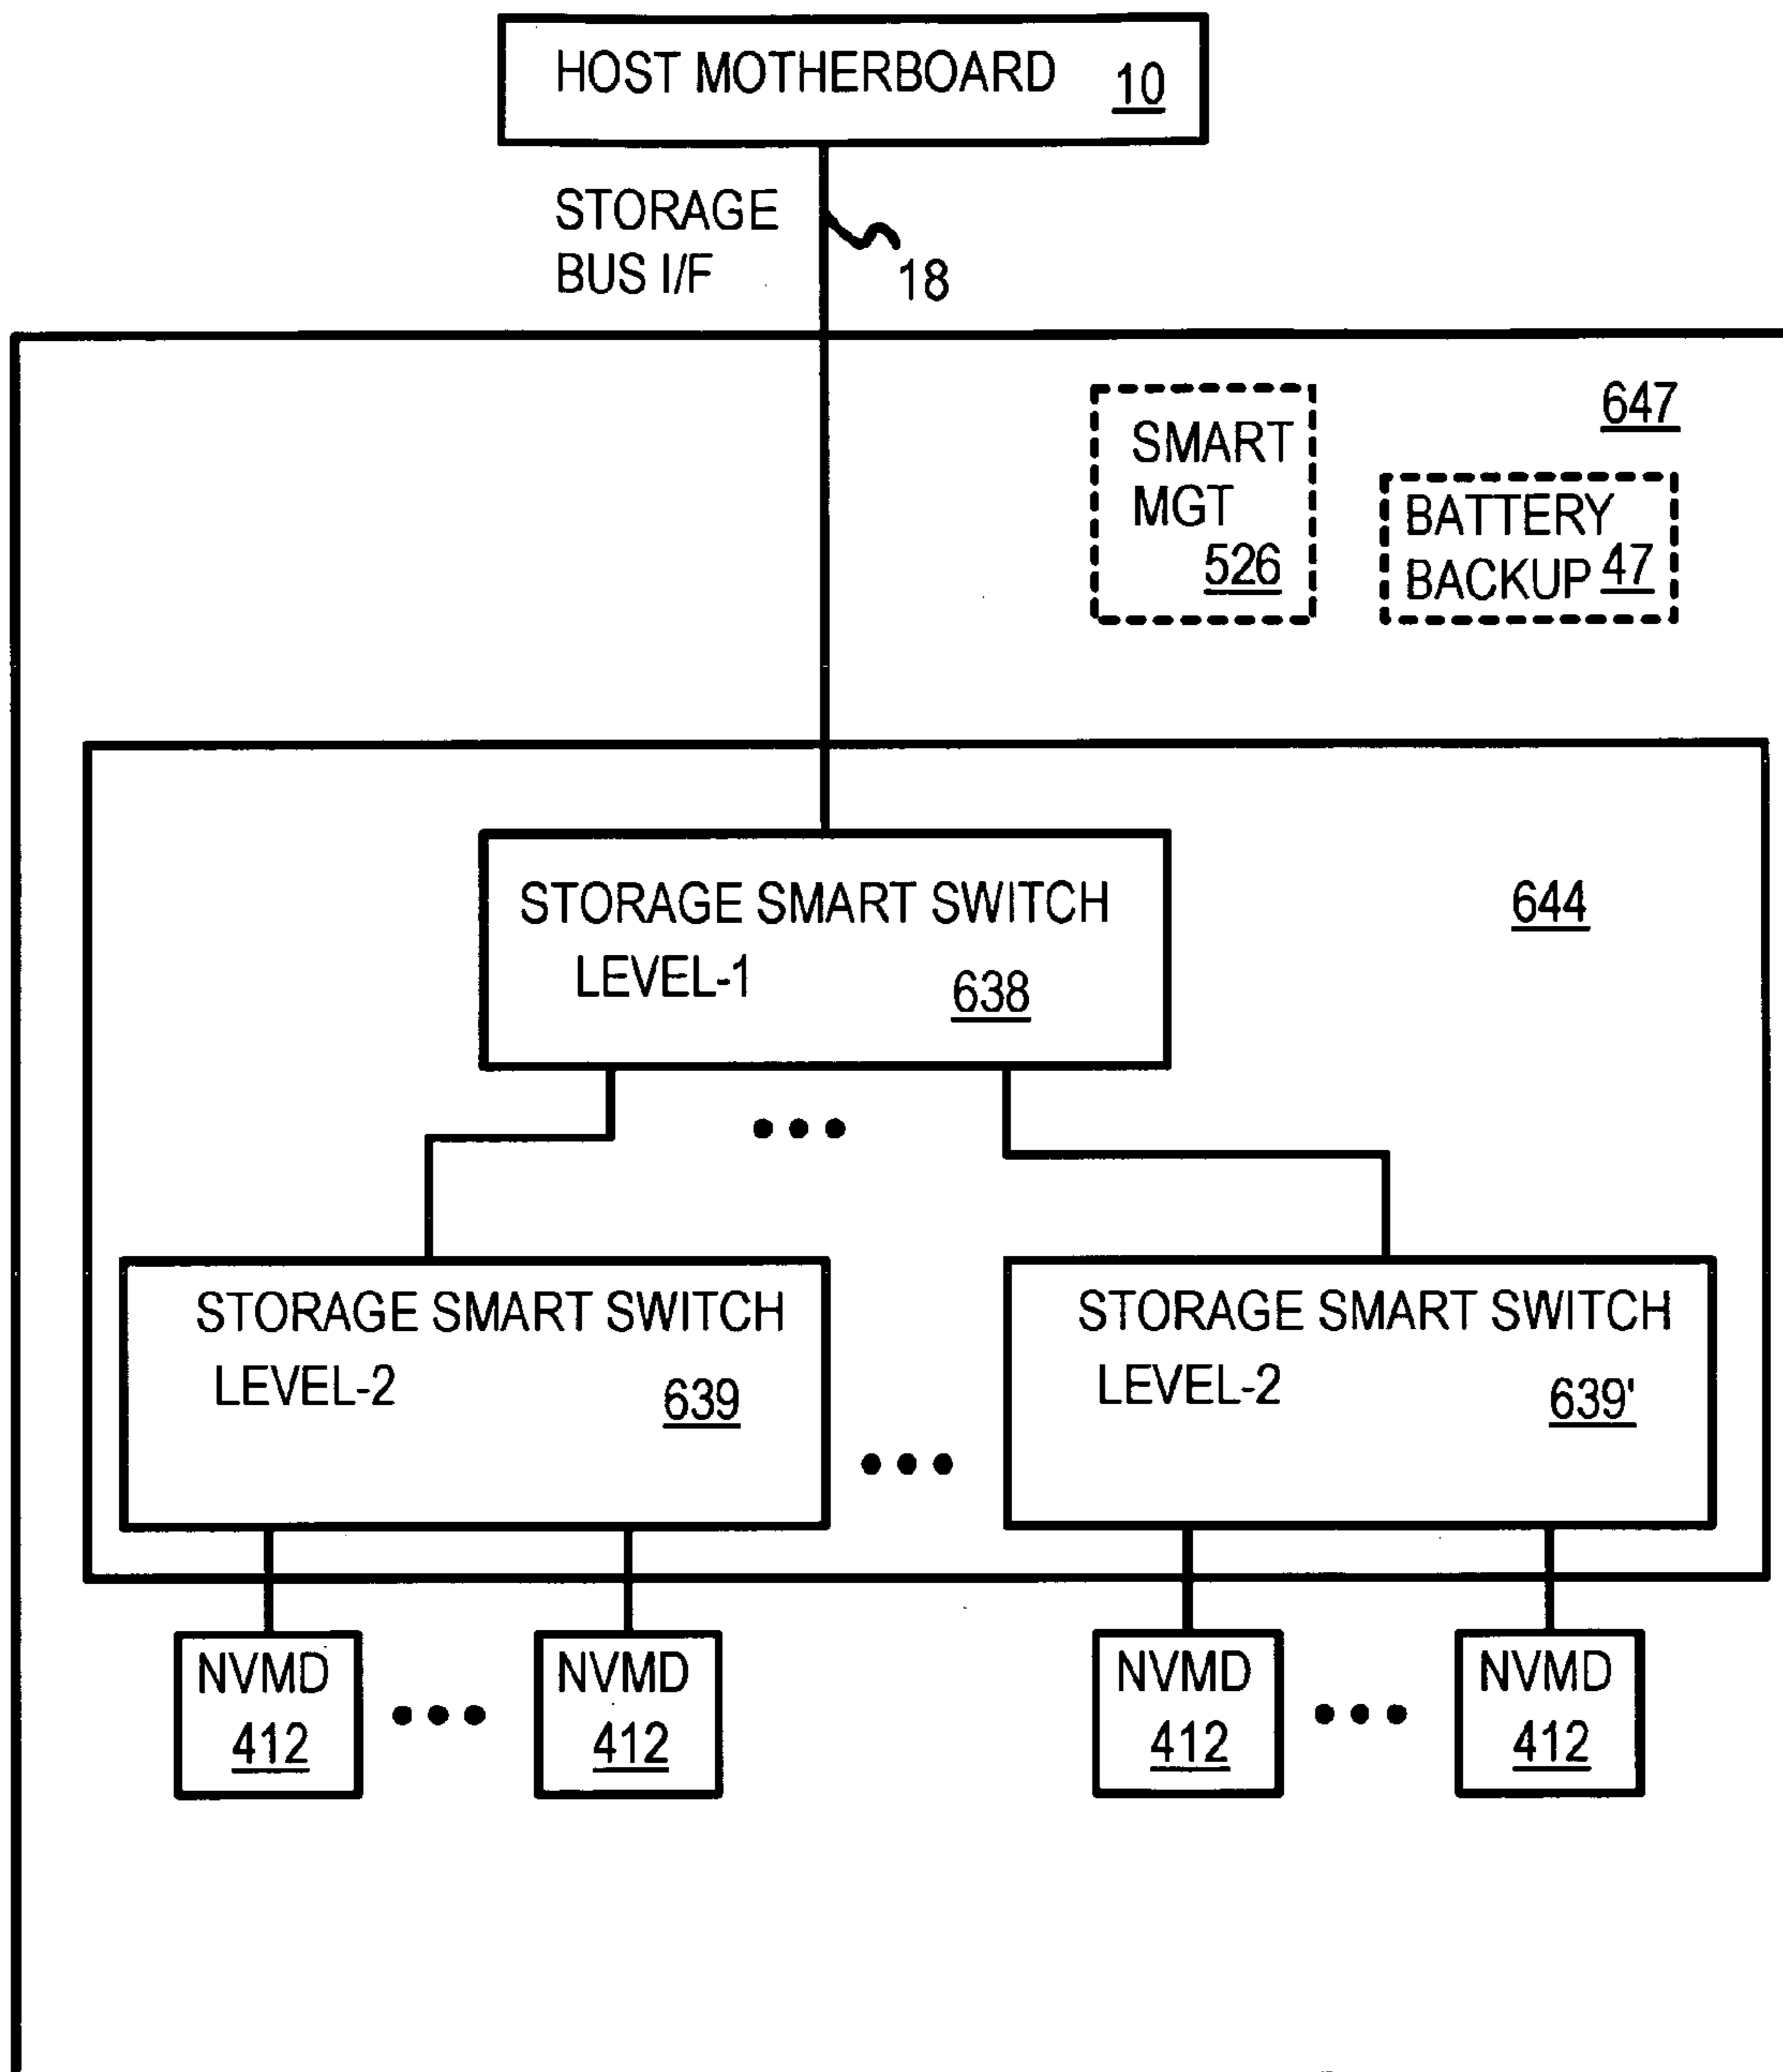 HOST MOTHERBOARD 10
STORAGE
BUS I/F
18
647
SMART
MGT
526
BATTERY
BACKUP 47
644
STORAGE SMART SWITCH
LEVEL-1 638
STORAGE SMART SWITCH
LEVEL-2 639
STORAGE SMART SWITCH
LEVEL-2 639'
NVMD
412
NVMD
412
NVMD
412
NVMD
412